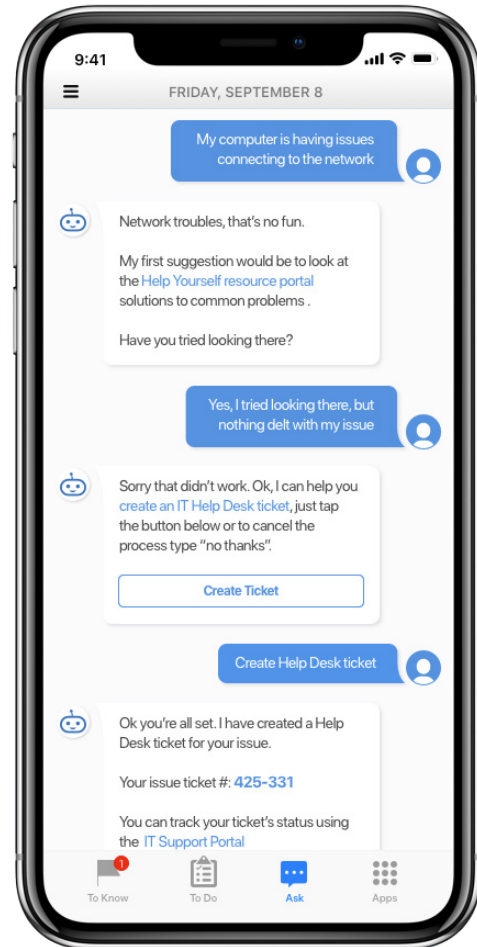 9:41
FRIDAY, SEPTEMBER 8
My computer is having issues
connecting to the network
Network troubles, that's no fun.
My first suggestion would be to look at
the Help Yourself resource portal
solutions to common problems .
Have you tried looking there?
Yes, I tried looking there, but
nothing delt with my issue
Sorry that didn't work. Ok, I can help you
create an IT Help Desk ticket, just tap
the button below or to cancel the
process type "no thanks".
Create Ticket
Create Help Desk ticket
Ok you're all set. I have created a Help
Desk ticket for your issue.
Your issue ticket #: 425-331
You can track your ticket's status using
the IT Support Portal
1
To Know
To Do
Ask
Apps